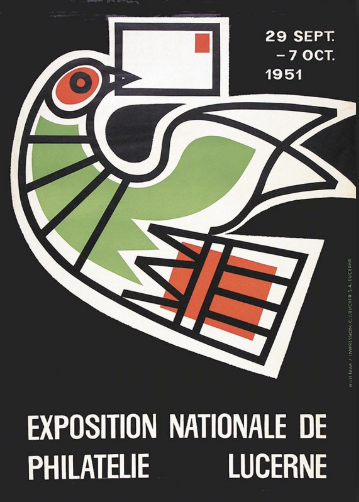 29 SEPT.
– 7 OCT.
1951
EXPOSITION NATIONALE DE
PHILATELIE LUCERNE